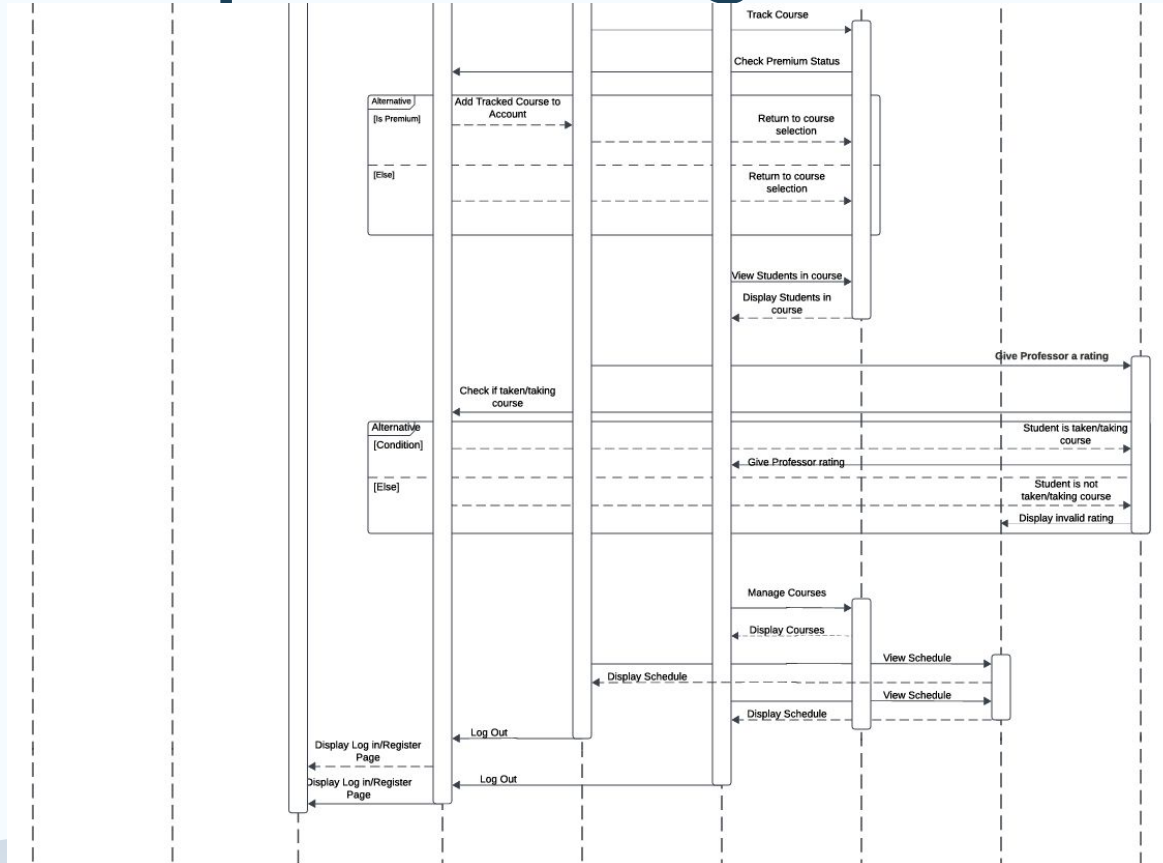 Track Course
Check Premium Status
Alternative
[Is Premium]
Add Tracked Course to
Account
Return to course
selection
[Else]
Return to course
selection
View Students in course
Display Students in
course
Give Professor a rating
Check if taken/taking
course
Alternative
[Condition]
Student is taken/taking
course
Give Professor rating
[Else]
Student is not
taken/taking course
Display invalid rating
Manage Courses
Display Courses
View Schedule
Display Schedule
View Schedule
Display Schedule
Log Out
Display Log in/Register
Page
Log Out
Display Log in/Register
Page